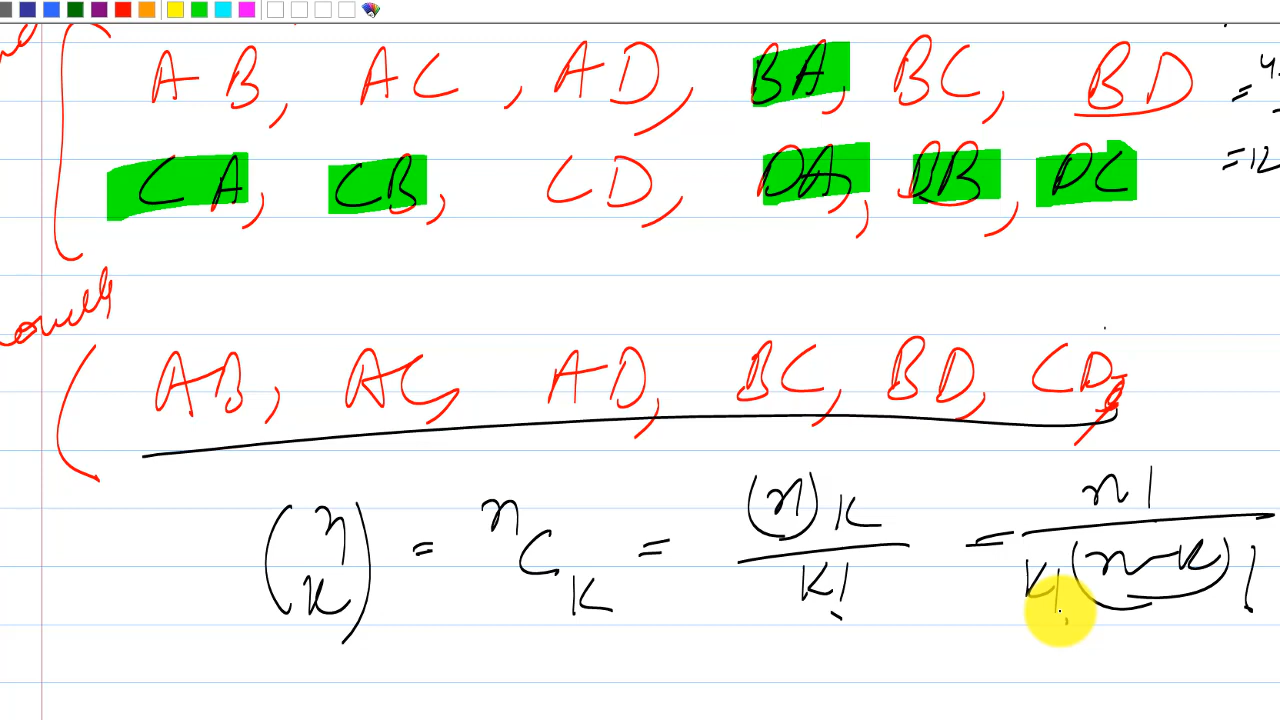 AB, AC, AD, BA, BC, BD
= 12
CA, CB, CD, DA, DB, DC
AB, AC, AD, BC, BD, CD
(n k) = nCk = (n)k / k! = n! / k!(n-k)!